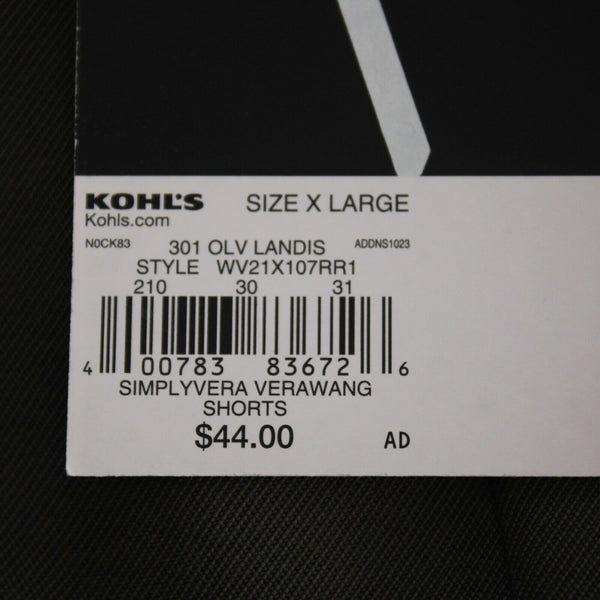 KOHL'S SIZE X LARGE
Kohls.com
N0CK83 301 OLV LANDIS ADDNS1023
STYLE WV21X107RR1
210 30 31
4 00783 83672 6
SIMPLYVERA VERAWANG
SHORTS
$44.00 AD